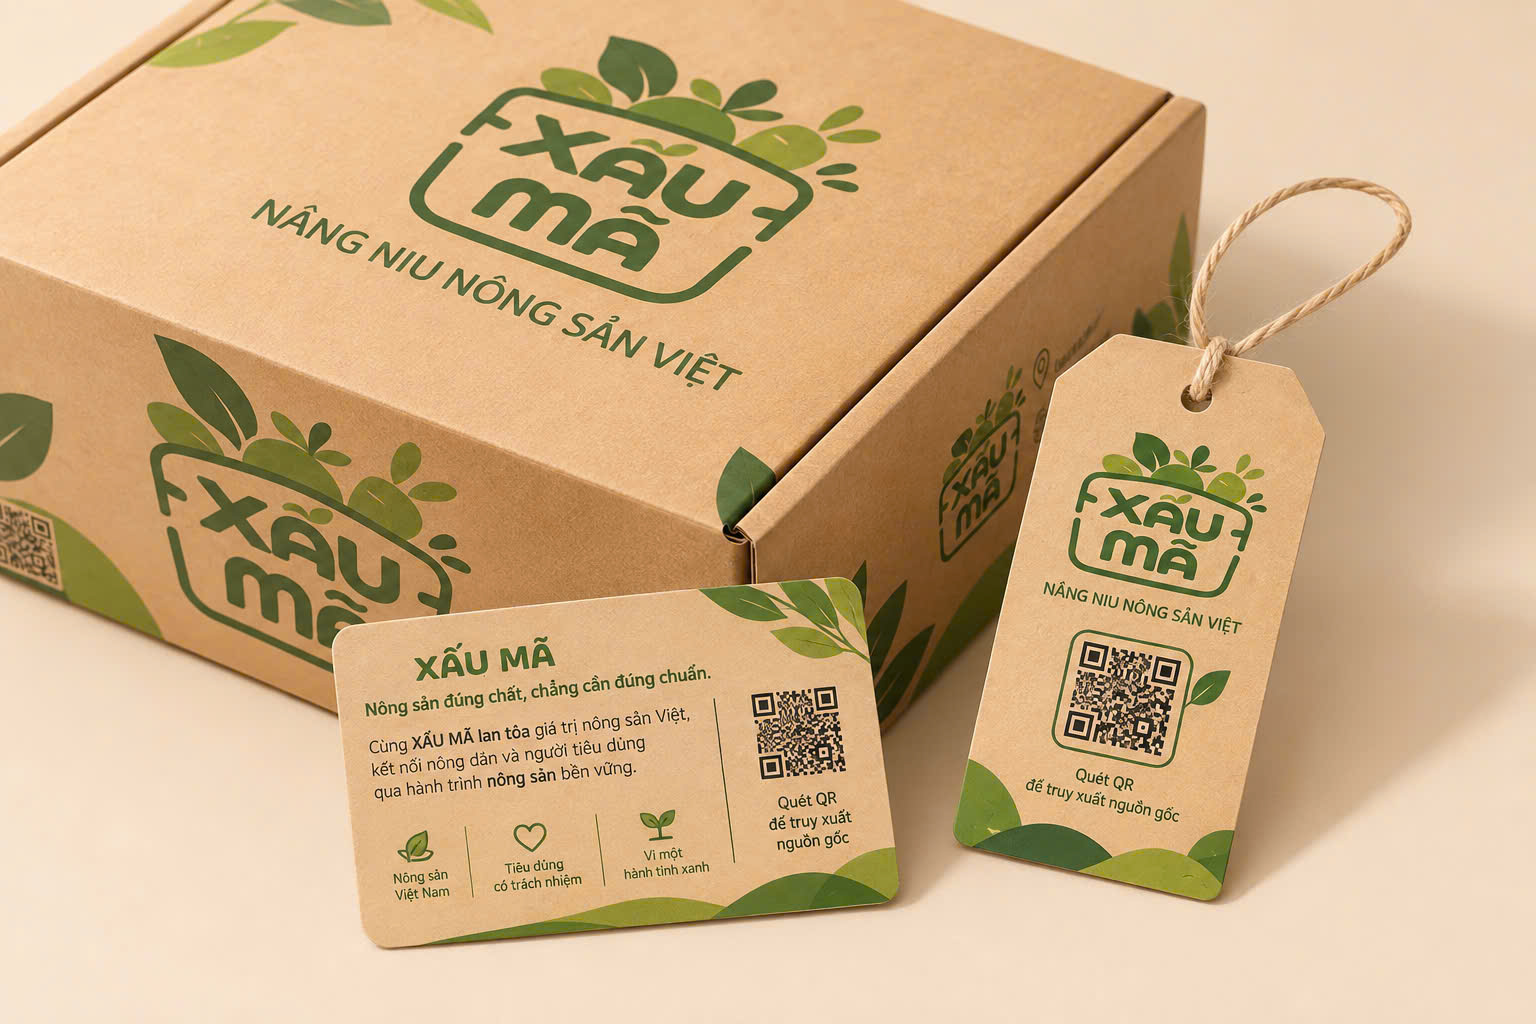 XẤU
MÃ
NÂNG NIU NÔNG SẢN VIỆT
XẤU
MÃ
XẤU
MÃ
XẤU MÃ
Nông sản đúng chất, chẳng cần đúng chuẩn.
Cùng XẤU MÃ lan tỏa giá trị nông sản Việt,
kết nối nông dân và người tiêu dùng
qua hành trình nông sản bền vững.
Nông sản
Việt Nam
Tiêu dùng
có trách nhiệm
Vì một
hành tinh xanh
Quét QR
để truy xuất
nguồn gốc
XẤU
MÃ
NÂNG NIU NÔNG SẢN VIỆT
Quét QR
để truy xuất nguồn gốc